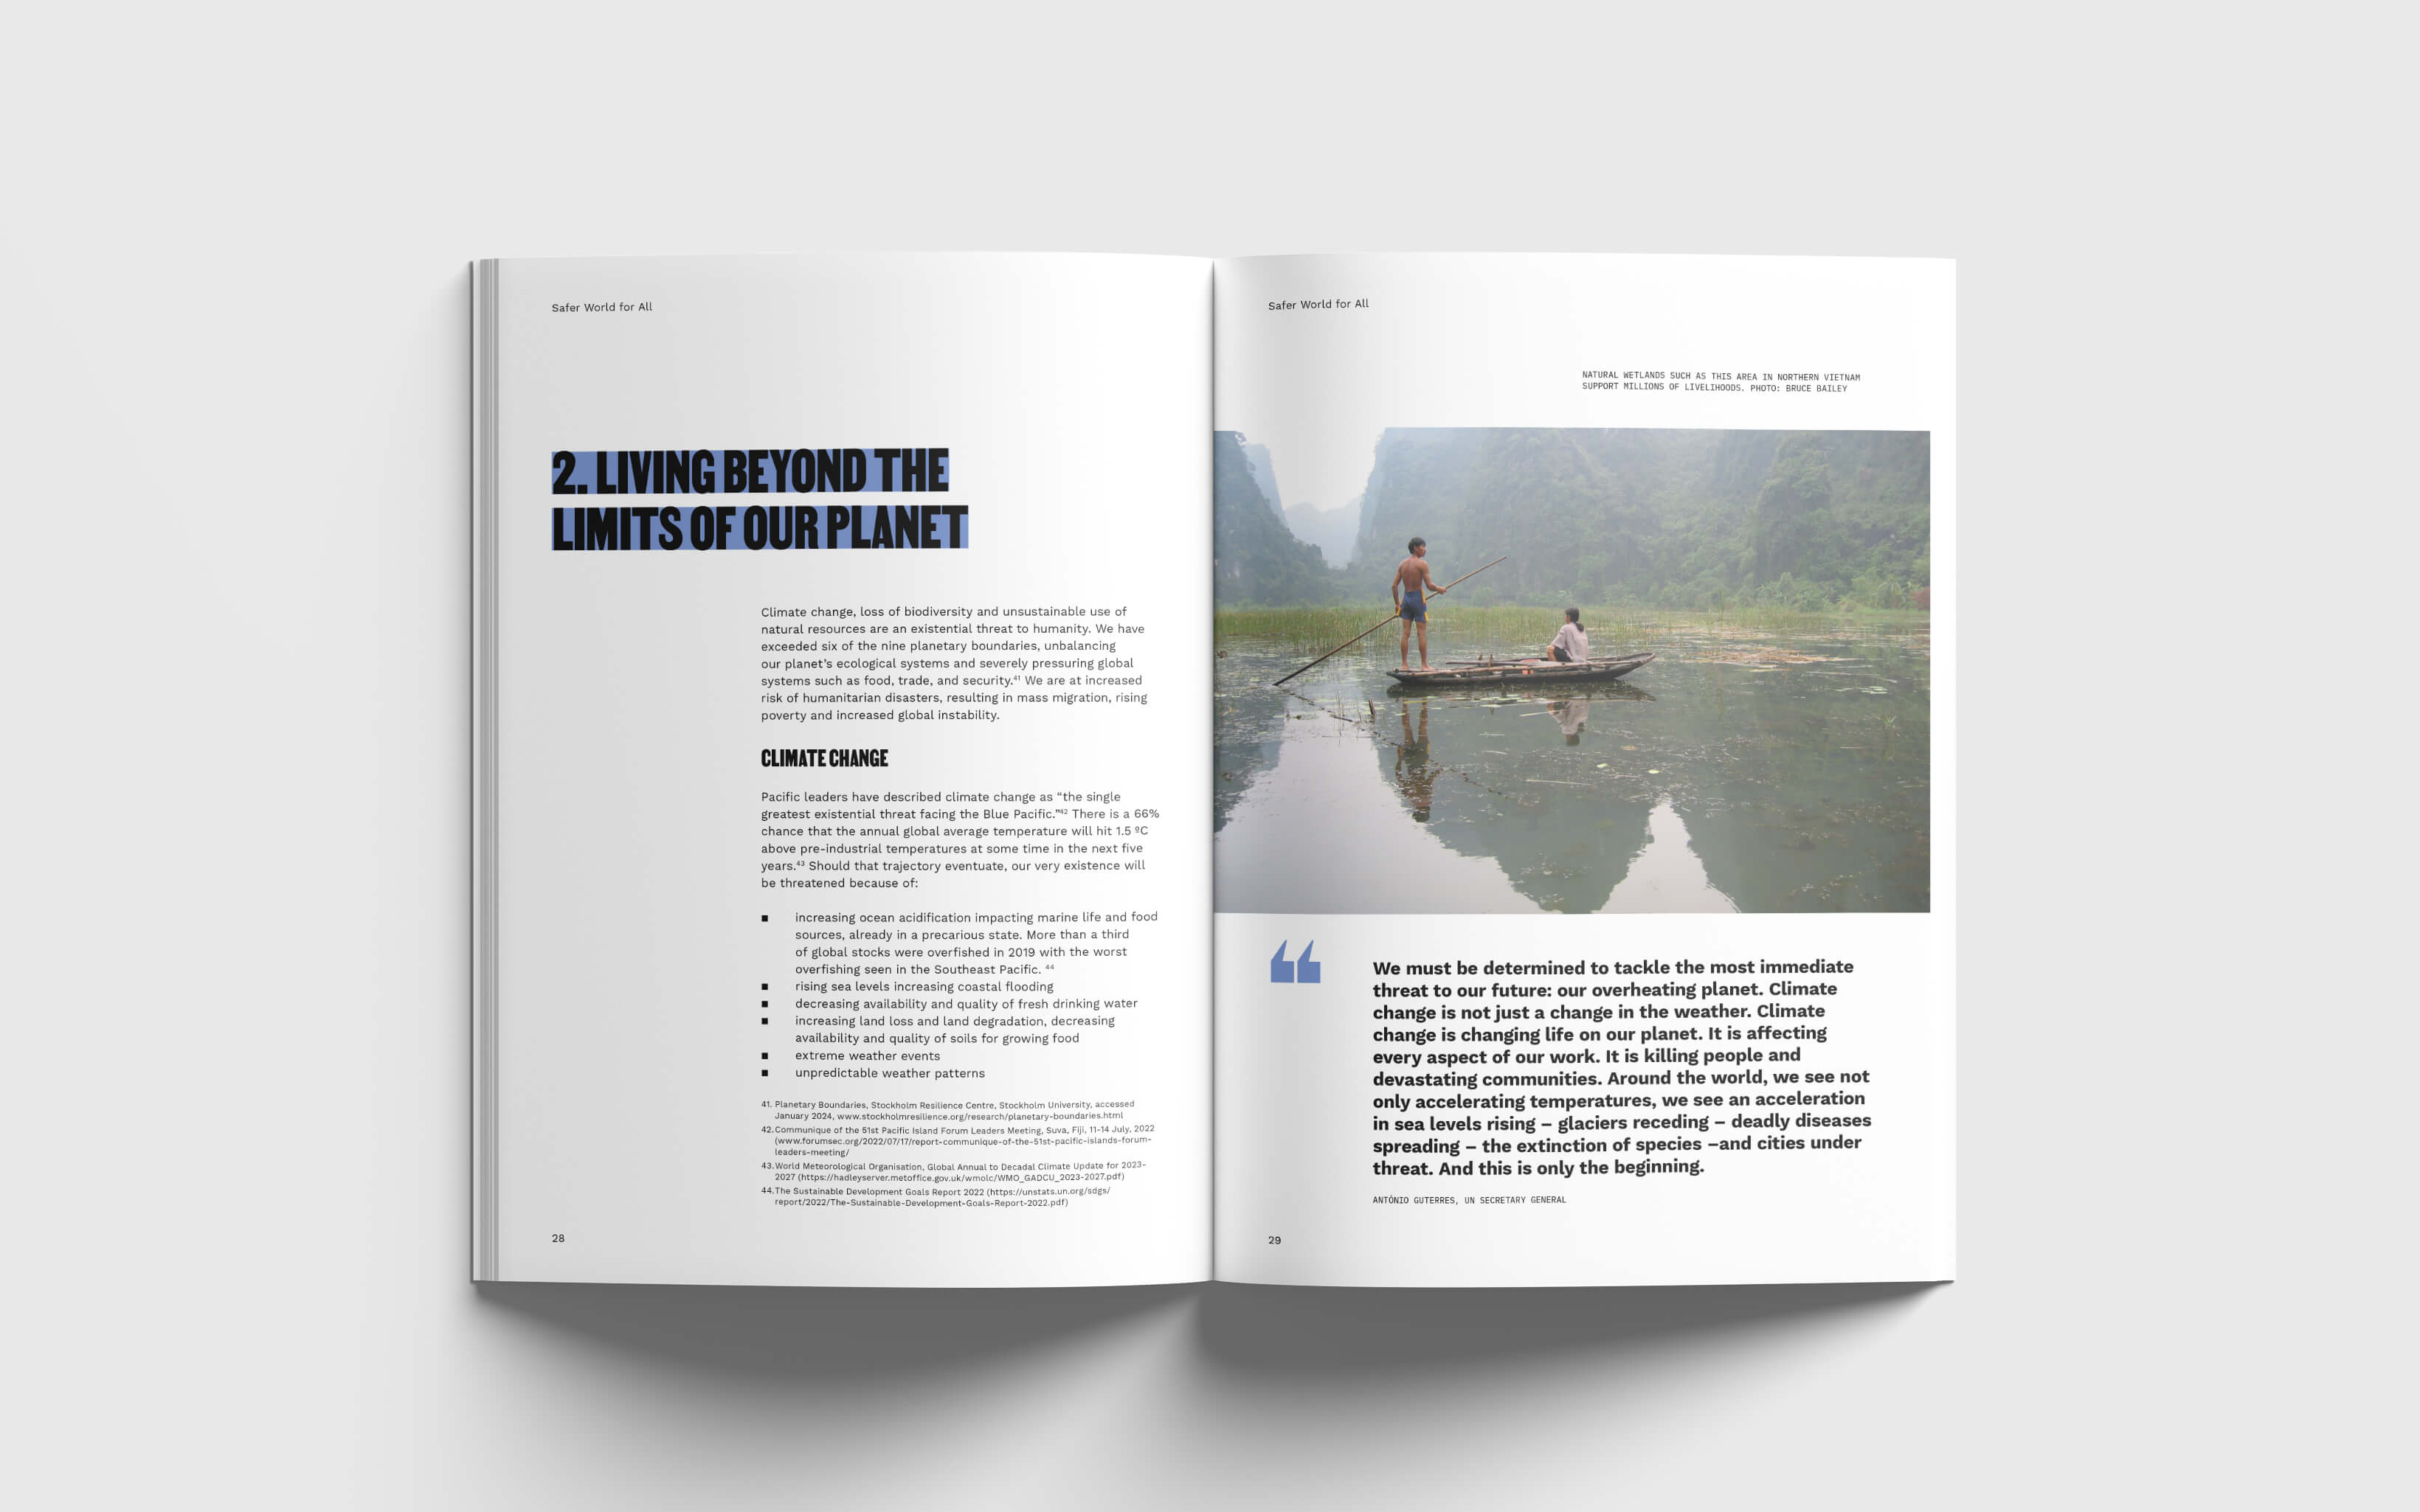 Safer World for All
2. LIVING BEYOND THE
LIMITS OF OUR PLANET
Climate change, loss of biodiversity and unsustainable use of
natural resources are an existential threat to humanity. We have
exceeded six of the nine planetary boundaries, unbalancing
our planet's ecological systems and severely pressuring global
systems such as food, trade, and security.⁴¹ We are at increased
risk of humanitarian disasters, resulting in mass migration, rising
poverty and increased global instability.
CLIMATE CHANGE
Pacific leaders have described climate change as “the single
greatest existential threat facing the Blue Pacific.”⁴² There is a 66%
chance that the annual global average temperature will hit 1.5 ºC
above pre-industrial temperatures at some time in the next five
years.⁴³ Should that trajectory eventuate, our very existence will
be threatened because of:
■ increasing ocean acidification impacting marine life and food
sources, already in a precarious state. More than a third
of global stocks were overfished in 2019 with the worst
overfishing seen in the Southeast Pacific. ⁴⁴
■ rising sea levels increasing coastal flooding
■ decreasing availability and quality of fresh drinking water
■ increasing land loss and land degradation, decreasing
availability and quality of soils for growing food
■ extreme weather events
■ unpredictable weather patterns
41. Planetary Boundaries, Stockholm Resilience Centre, Stockholm University, accessed
January 2024, www.stockholmresilience.org/research/planetary-boundaries.html
42. Communique of the 51st Pacific Island Forum Leaders Meeting, Suva, Fiji, 11-14 July, 2022
(www.forumsec.org/2022/07/17/report-communique-of-the-51st-pacific-islands-forum-
leaders-meeting/
43. World Meteorological Organisation, Global Annual to Decadal Climate Update for 2023-
2027 (https://hadleyserver.metoffice.gov.uk/wmolc/WMO_GADCU_2023-2027.pdf)
44. The Sustainable Development Goals Report 2022 (https://unstats.un.org/sdgs/
report/2022/The-Sustainable-Development-Goals-Report-2022.pdf)
28
Safer World for All
NATURAL WETLANDS SUCH AS THIS AREA IN NORTHERN VIETNAM
SUPPORT MILLIONS OF LIVELIHOODS. PHOTO: BRUCE BAILEY
“
We must be determined to tackle the most immediate
threat to our future: our overheating planet. Climate
change is not just a change in the weather. Climate
change is changing life on our planet. It is affecting
every aspect of our work. It is killing people and
devastating communities. Around the world, we see not
only accelerating temperatures, we see an acceleration
in sea levels rising – glaciers receding – deadly diseases
spreading – the extinction of species –and cities under
threat. And this is only the beginning.
ANTÓNIO GUTERRES, UN SECRETARY GENERAL
29